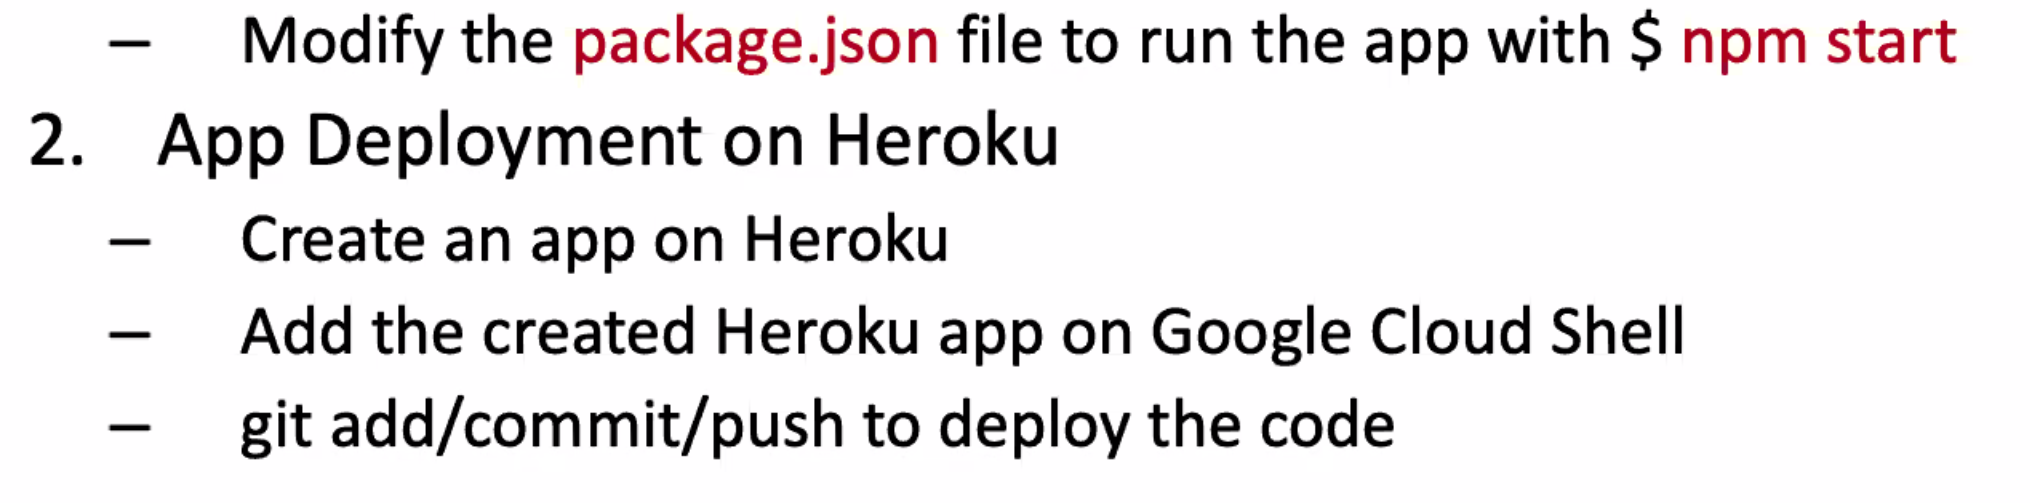 – Modify the package.json file to run the app with $ npm start
2. App Deployment on Heroku
– Create an app on Heroku
– Add the created Heroku app on Google Cloud Shell
– git add/commit/push to deploy the code